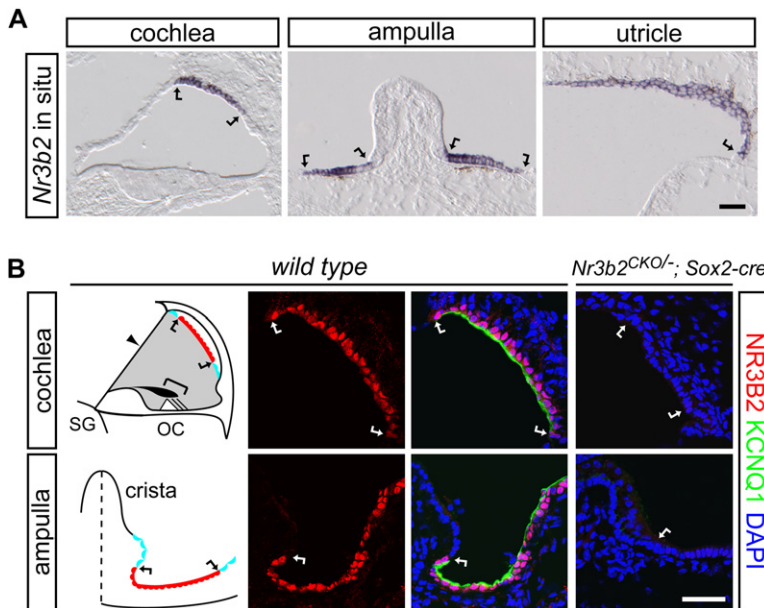 A
cochlea
ampulla
utricle
Nr3b2 in situ
B
wild type
Nr3b2CKO/-; Sox2-cre
cochlea
SG
OC
ampulla
crista
NR3B2 KCNQ1 DAPI